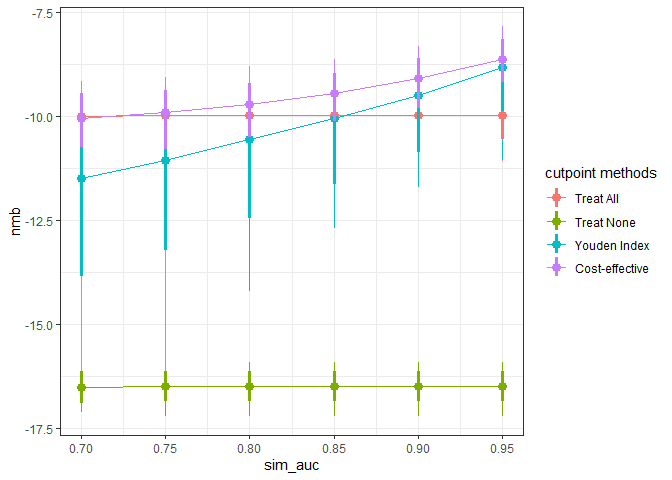 -7.5
-10.0
-12.5
-15.0
-17.5
nmb
0.70 0.75 0.80 0.85 0.90 0.95
sim_auc
cutpoint methods
Treat All
Treat None
Youden Index
Cost-effective